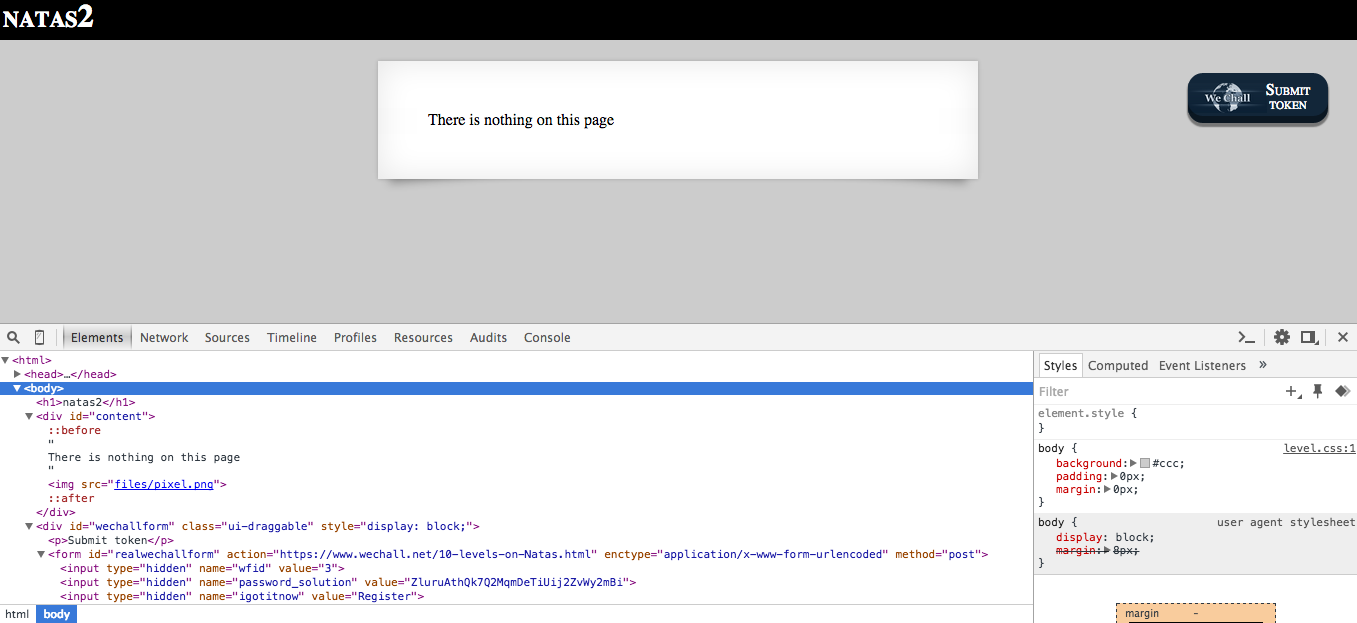 NATAS2
There is nothing on this page
We Chall
SUBMIT
TOKEN
Elements Network Sources Timeline Profiles Resources Audits Console
<html>
<head>…</head>
<body>
<h1>natas2</h1>
<div id="content">
::before
"
There is nothing on this page
"
<img src="files/pixel.png">
::after
</div>
<div id="wechallform" class="ui-draggable" style="display: block;">
<p>Submit token</p>
<form id="realwechallform" action="https://www.wechall.net/10-levels-on-Natas.html" enctype="application/x-www-form-urlencoded" method="post">
<input type="hidden" name="wfid" value="3">
<input type="hidden" name="password_solution" value="ZluruAthQk7Q2MqmDeTiUij2ZvWy2mBi">
<input type="hidden" name="igotitnow" value="Register">
html body
Styles Computed Event Listeners »
Filter
element.style {
}
body { level.css:1
background: #ccc;
padding: 0px;
margin: 0px;
}
body { user agent stylesheet
display: block;
margin: 8px;
}
margin -